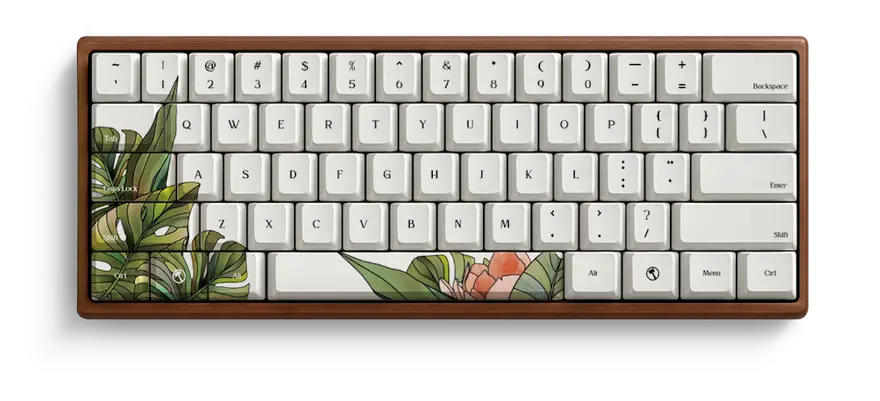 ~ ! @ # $ % ^ & * ( ) — +
` 1 2 3 4 5 6 7 8 9 0 - = Backspace
Tab Q W E R T Y U I O P { [ } ] | \
Caps Lock A S D F G H J K L : ; " ' Enter
Shift Z X C V B N M < , > . ? / Shift
Ctrl Alt Alt Menu Ctrl